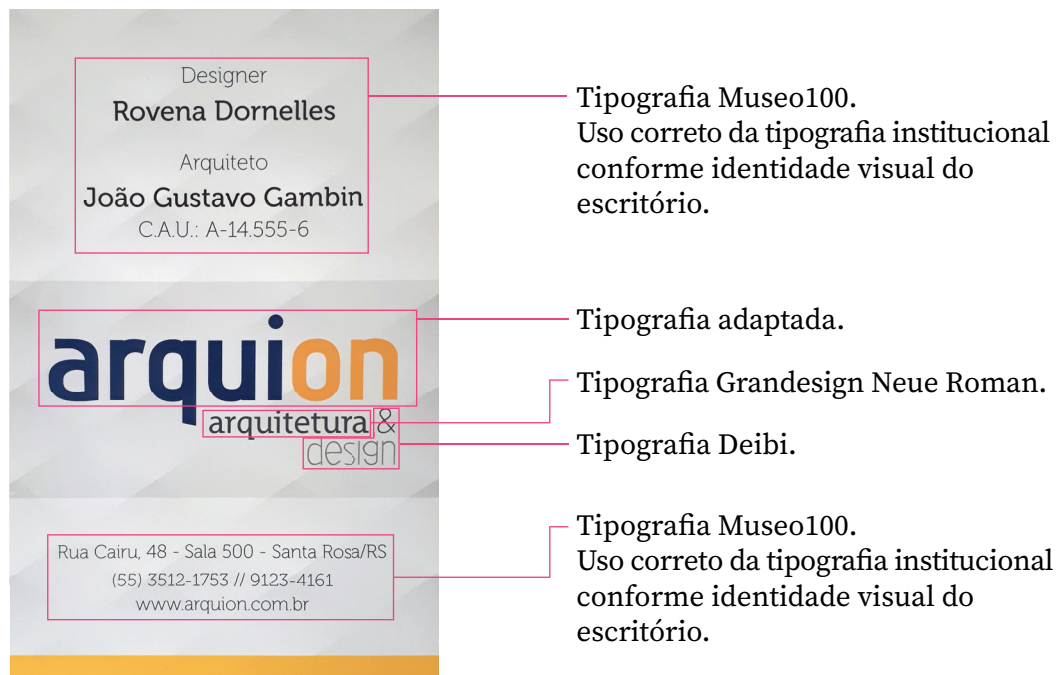 Designer
Rovena Dornelles
Arquiteto
João Gustavo Gambin
C.A.U.: A-14.555-6
Tipografia Museo100.
Uso correto da tipografia institucional
conforme identidade visual do
escritório.
arquion
arquitetura &
design
Tipografia adaptada.
Tipografia Grandesign Neue Roman.
Tipografia Deibi.
Rua Cairu, 48 - Sala 500 - Santa Rosa/RS
(55) 3512-1753 // 9123-4161
www.arquion.com.br
Tipografia Museo100.
Uso correto da tipografia institucional
conforme identidade visual do
escritório.